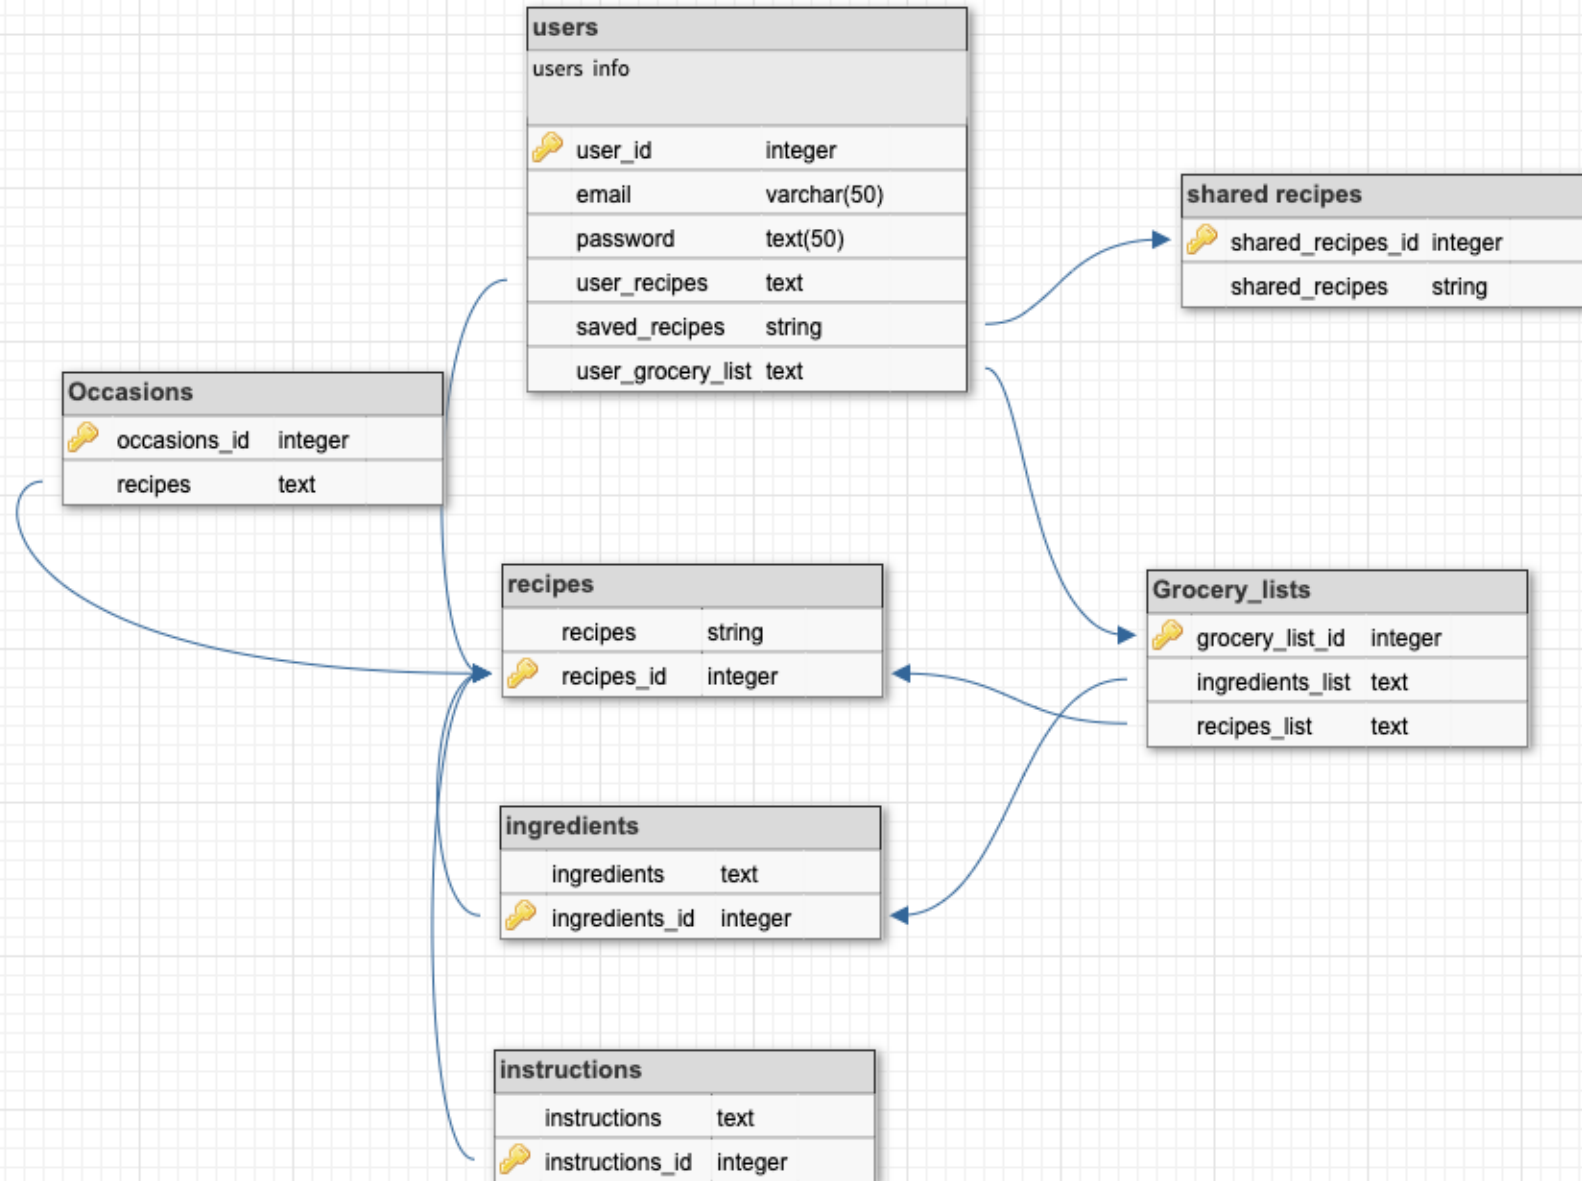 users
users info
user_id integer
email varchar(50)
password text(50)
user_recipes text
saved_recipes string
user_grocery_list text
shared recipes
shared_recipes_id integer
shared_recipes string
Occasions
occasions_id integer
recipes text
recipes
recipes string
recipes_id integer
Grocery_lists
grocery_list_id integer
ingredients_list text
recipes_list text
ingredients
ingredients text
ingredients_id integer
instructions
instructions text
instructions_id integer